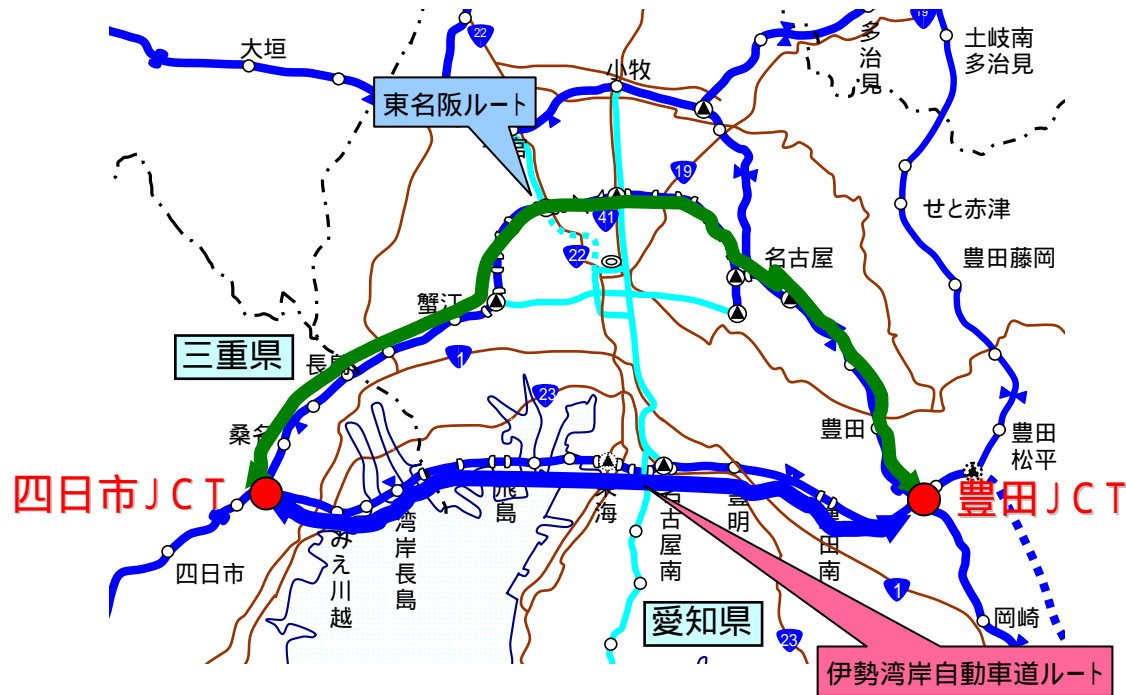 22
19
大垣
多
治
見
土岐南
多治見
小牧
東名阪ルート
19
せと赤津
41
22
名古屋
豊田藤岡
蟹江
三重県
1
23
桑名
豊田
豊田
松平
四日市JCT
豊田JCT
飛
島
海
名
古
屋
南
豊
明
豊
田
南
湾
岸
長
島
み
え
川
越
四日市
1
愛知県
23
岡崎
伊勢湾岸自動車道ルート